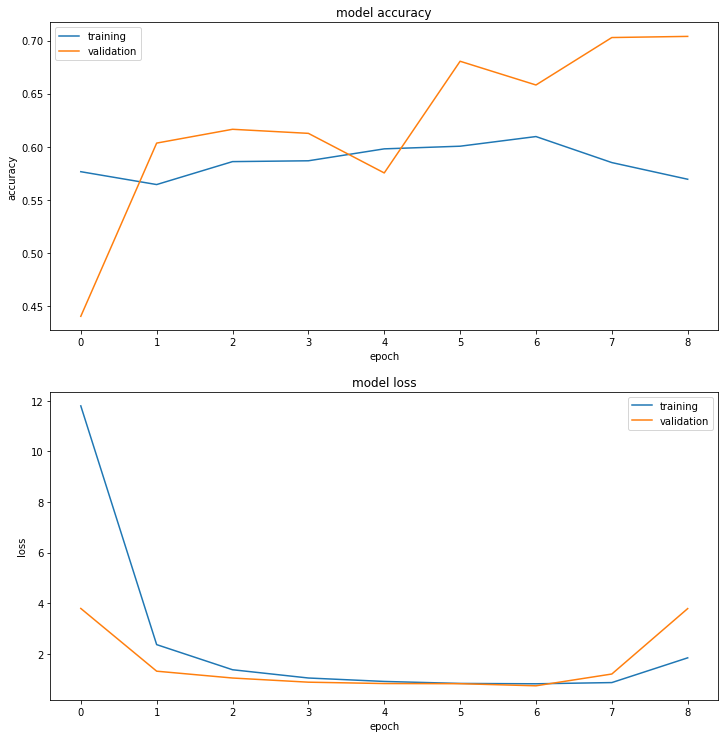 model accuracy
training
validation
0.70
0.65
0.60
0.55
0.50
0.45
accuracy
0 1 2 3 4 5 6 7 8
epoch
model loss
training
validation
12
10
8
6
4
2
loss
0 1 2 3 4 5 6 7 8
epoch